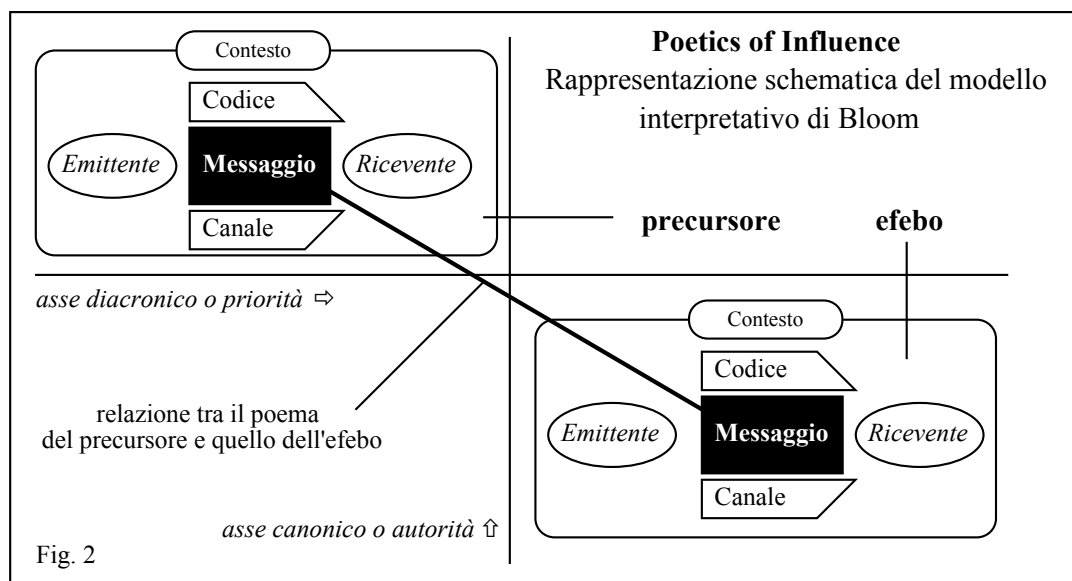 Poetics of Influence
Rappresentazione schematica del modello
interpretativo di Bloom
Contesto
Codice
Emittente
Messaggio
Ricevente
Canale
precursore
efebo
asse diacronico o priorità ⇨
Contesto
Codice
Emittente
Messaggio
Ricevente
Canale
relazione tra il poema
del precursore e quello dell'efebo
asse canonico o autorità ⇧
Fig. 2